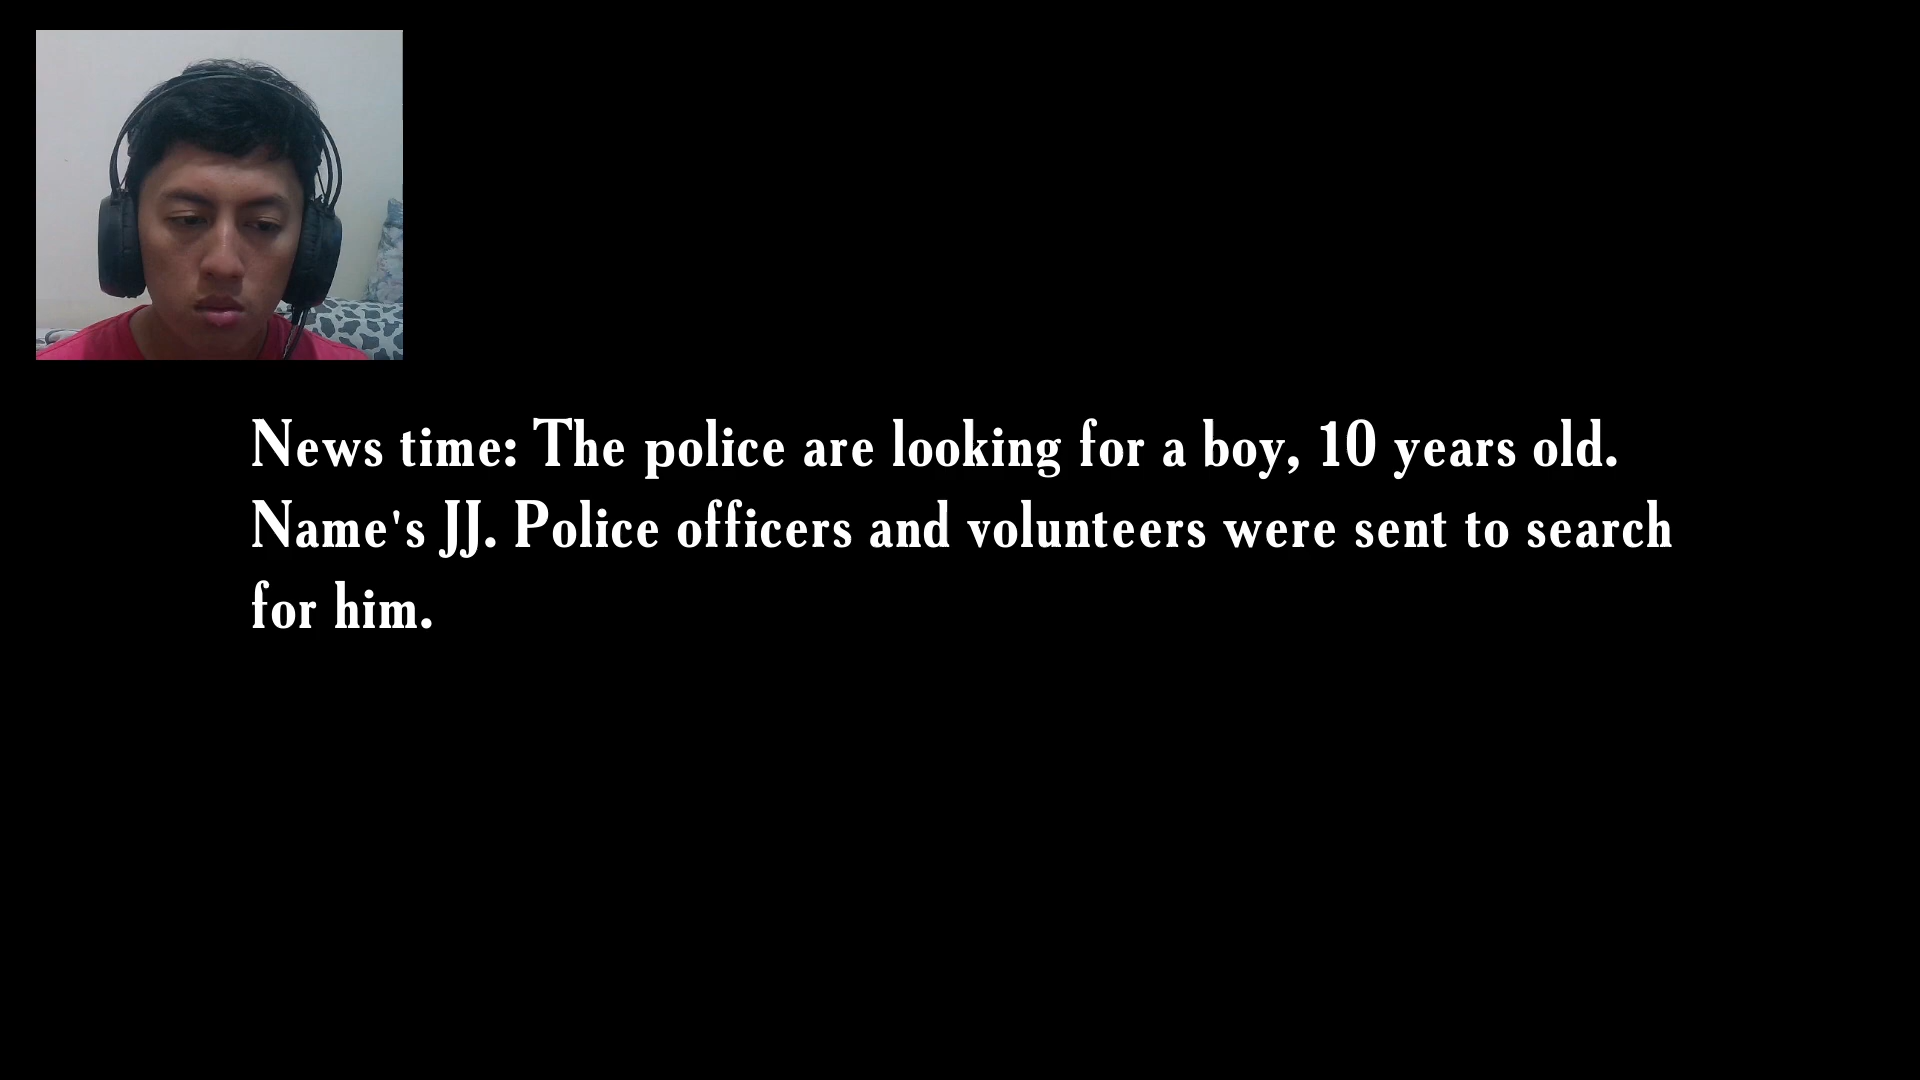 News time: The police are looking for a boy, 10 years old.
Name's JJ. Police officers and volunteers were sent to search
for him.